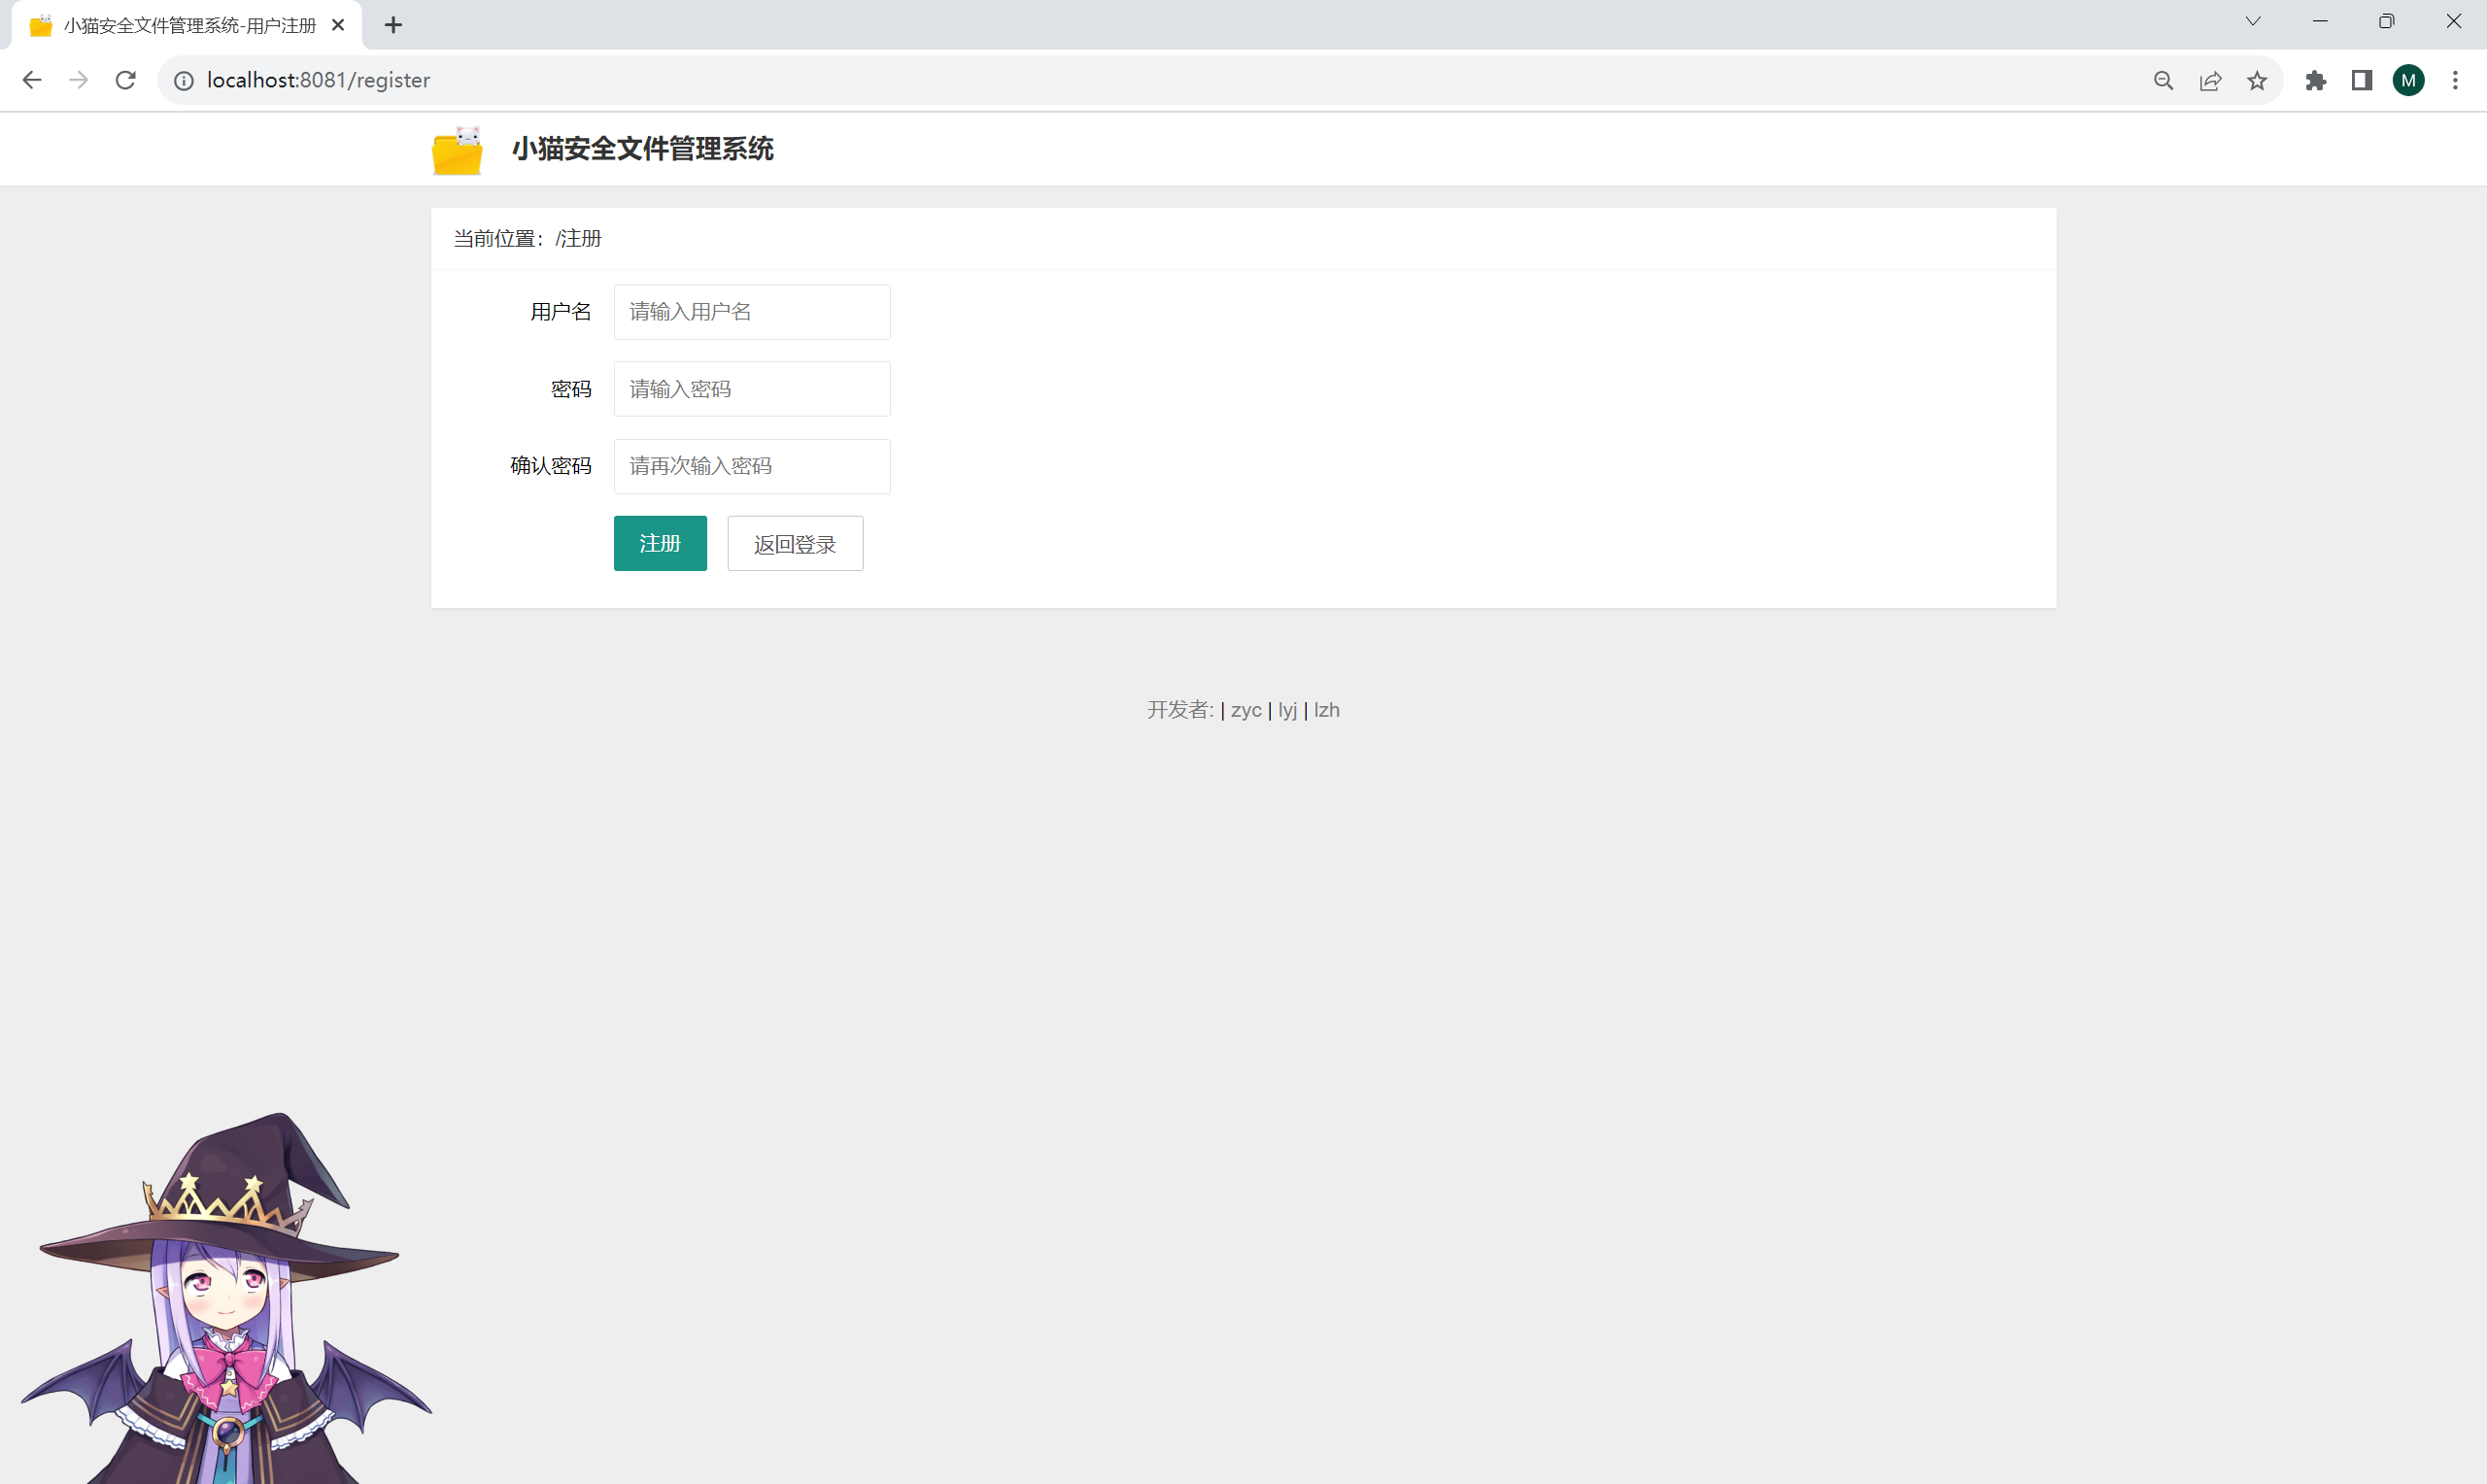 小猫安全文件管理系统-用户注册
localhost:8081/register
M
小猫安全文件管理系统
当前位置：/注册
用户名 请输入用户名
密码 请输入密码
确认密码 请再次输入密码
注册 返回登录
开发者: | zyc | lyj | lzh